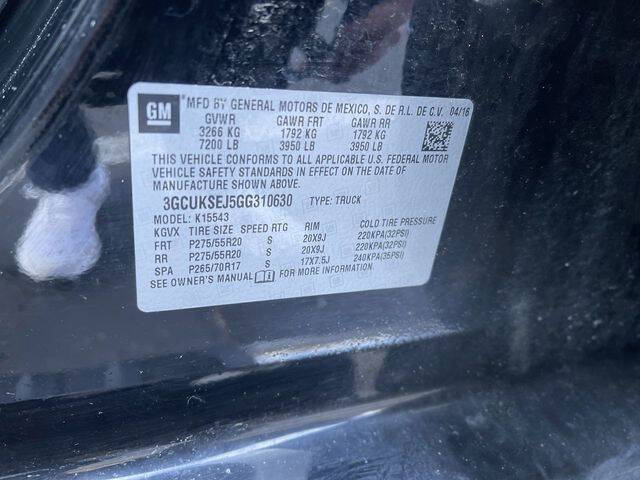 GM MFD BY GENERAL MOTORS DE MEXICO, S. DE R.L. DE C.V. 04/16
GVWR GAWR FRT GAWR RR
3266 KG 1792 KG 1792 KG
7200 LB 3950 LB 3950 LB
THIS VEHICLE CONFORMS TO ALL APPLICABLE U.S. FEDERAL MOTOR
VEHICLE SAFETY STANDARDS IN EFFECT ON THE DATE OF
MANUFACTURE SHOWN ABOVE.
3GCUKSEJ5GG310630 TYPE: TRUCK
MODEL: K15543
KGVX TIRE SIZE SPEED RTG RIM COLD TIRE PRESSURE
FRT P275/55R20 S 20X9J 220KPA(32PSI)
RR P275/55R20 S 20X9J 220KPA(32PSI)
SPA P265/70R17 S 17X7.5J 240KPA(35PSI)
SEE OWNER'S MANUAL FOR MORE INFORMATION.